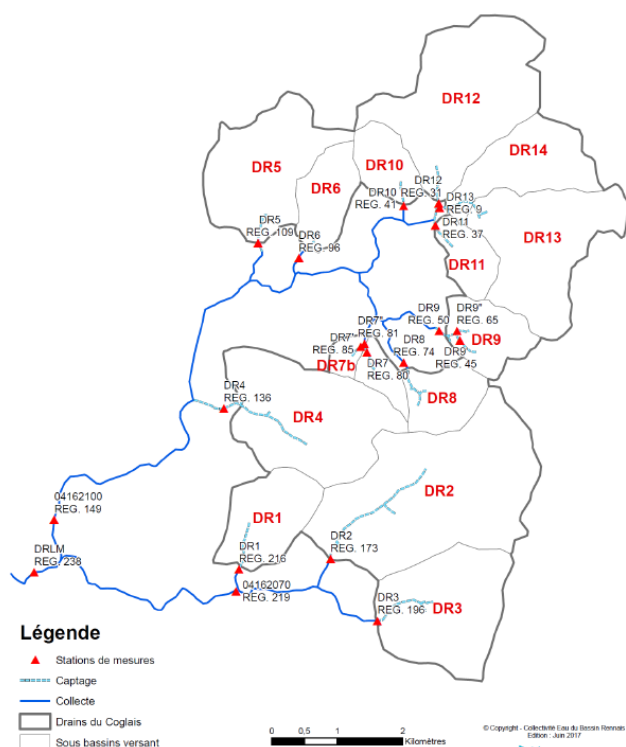 DR12
DR5
DR10
DR14
DR6
DR12
REG. 31
DR10
REG. 41
DR13
REG. 9
DR5
REG. 109
DR11
REG. 37
DR13
DR6
REG. 96
DR11
DR7"
REG. 81
DR9
REG. 50
DR9"
REG. 65
DR7'
REG. 85
DR8
REG. 74
DR9
DR9'
REG. 45
DR7b
DR7
REG. 80
DR4
REG. 136
DR8
DR4
DR2
04162100
REG. 149
DR1
DR2
REG. 173
DR1
REG. 216
DRLM
REG. 238
04162070
REG. 219
DR3
REG. 196
DR3
Légende
Stations de mesures
Captage
Collecte
Drains du Coglais
Sous bassins versant
0 0,5 1 2
Kilomètres
© Copyright - Collectivité Eau du Bassin Rennais
Edition : Juin 2017